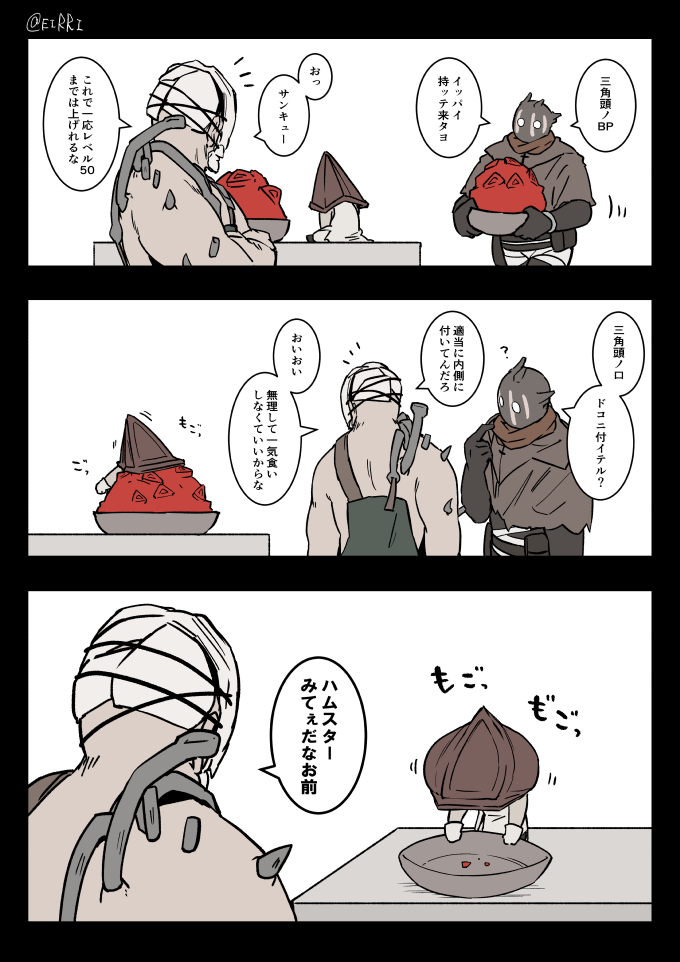 @EIRRI
三角頭ノ
BP
イッパイ
持ッテ来タヨ
おっ
サンキュー
これで一応レベル50
までは上げれるな
三角頭ノ口
ドコニ付イテル？
?
適当に内側に
付いてんだろ
おいおい
無理して一気食い
しなくていいからな
もごっ
ごっ
もごっ
もごっ
ハムスター
みてぇだなお前